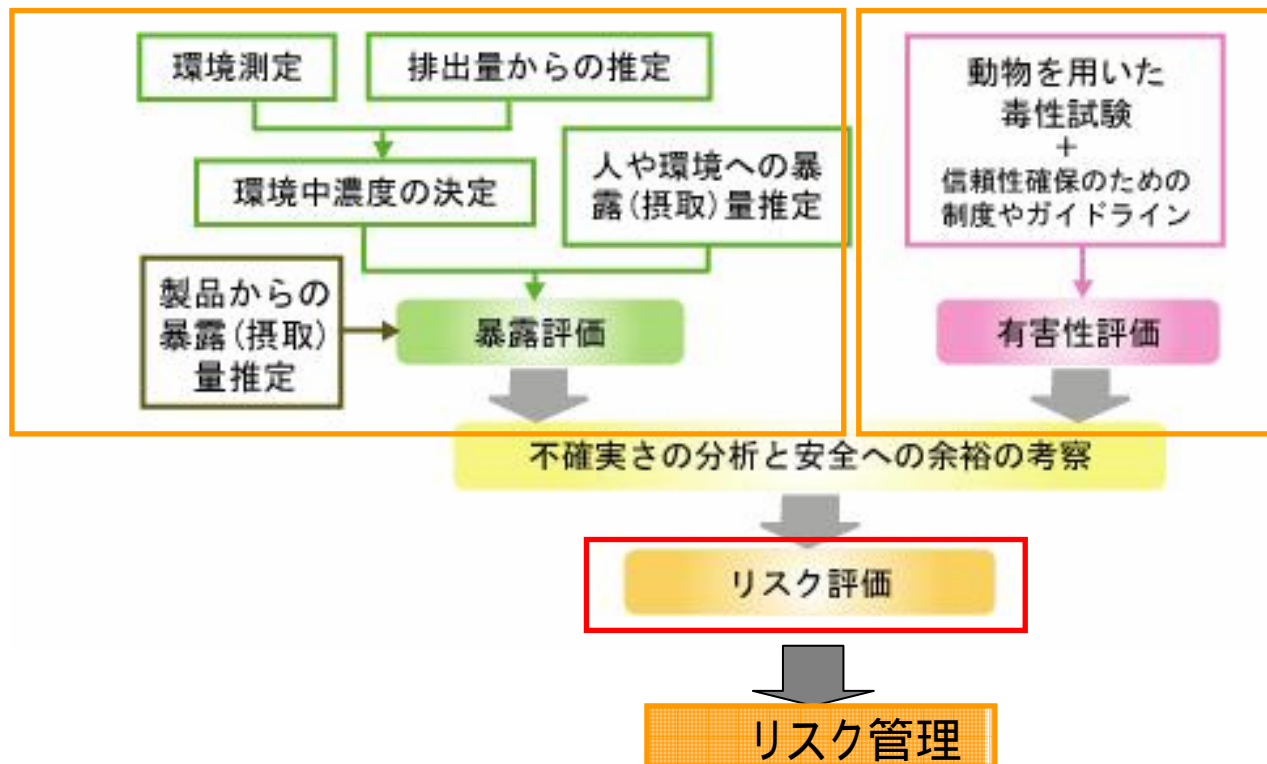 環境測定
排出量からの推定
環境中濃度の決定
人や環境への暴
露(摂取)量推定
製品からの
暴露(摂取)
量推定
暴露評価
動物を用いた
毒性試験
+
信頼性確保のための
制度やガイドライン
有害性評価
不確実さの分析と安全への余裕の考察
リスク評価
リスク管理